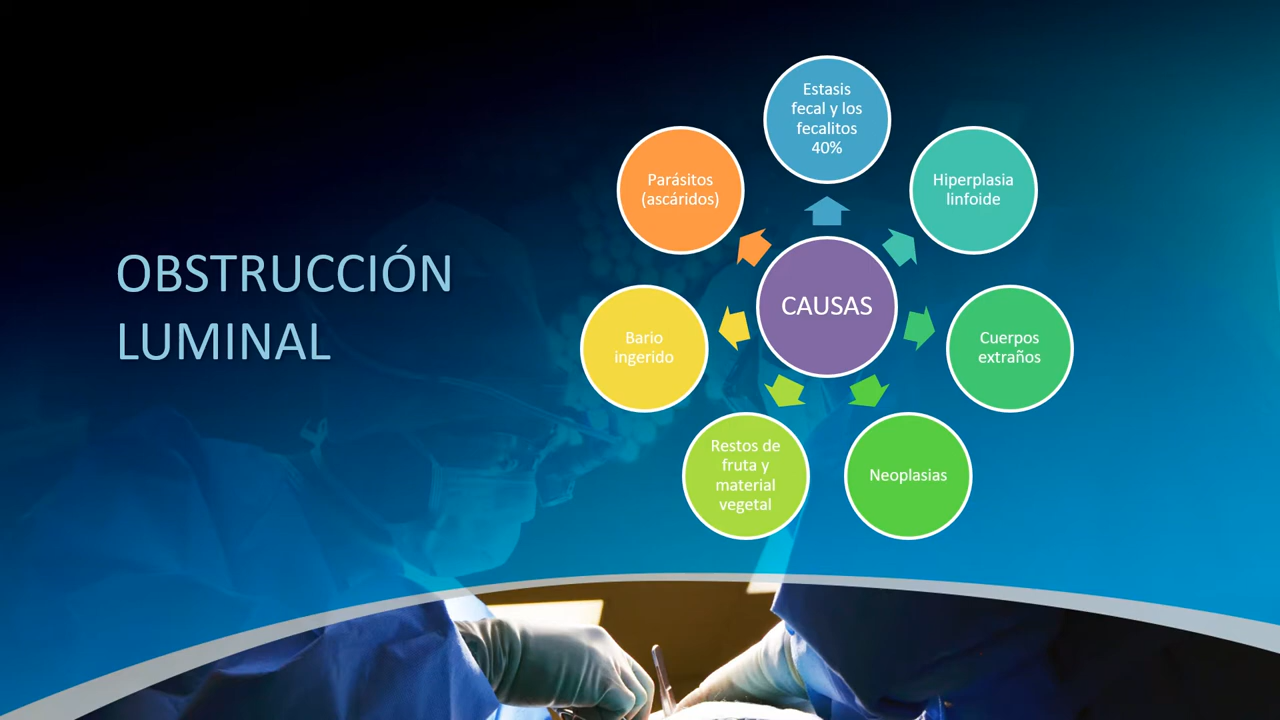 OBSTRUCCIÓN
LUMINAL
CAUSAS
Estasis
fecal y los
fecalitos
40%
Hiperplasia
linfoide
Cuerpos
extraños
Neoplasias
Restos de
fruta y
material
vegetal
Bario
ingerido
Parásitos
(ascáridos)